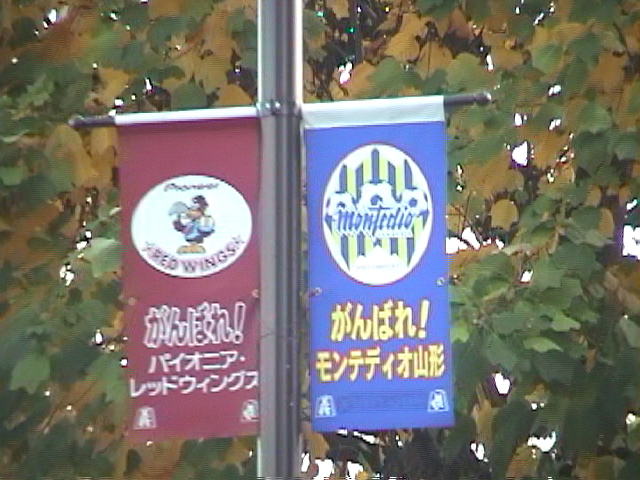 Pioneer
RED WINGS
がんばれ!
パイオニア・
レッドウィングス
Montedio
がんばれ!
モンテディオ山形